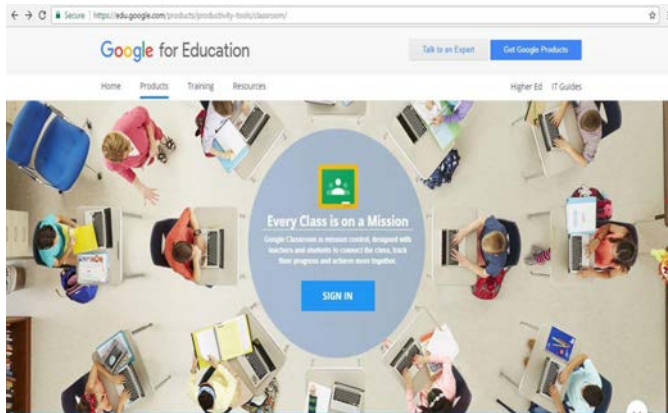 Secure | https://edu.google.com/products/productivity-tools/classroom/
Google for Education
Talk to an Expert
Get Google Products
Home Products Training Resources
Higher Ed IT Guides
Every Class is on a Mission
Google Classroom is mission control, designed with
teachers and students to connect the class, track
their progress and achieve more together.
SIGN IN